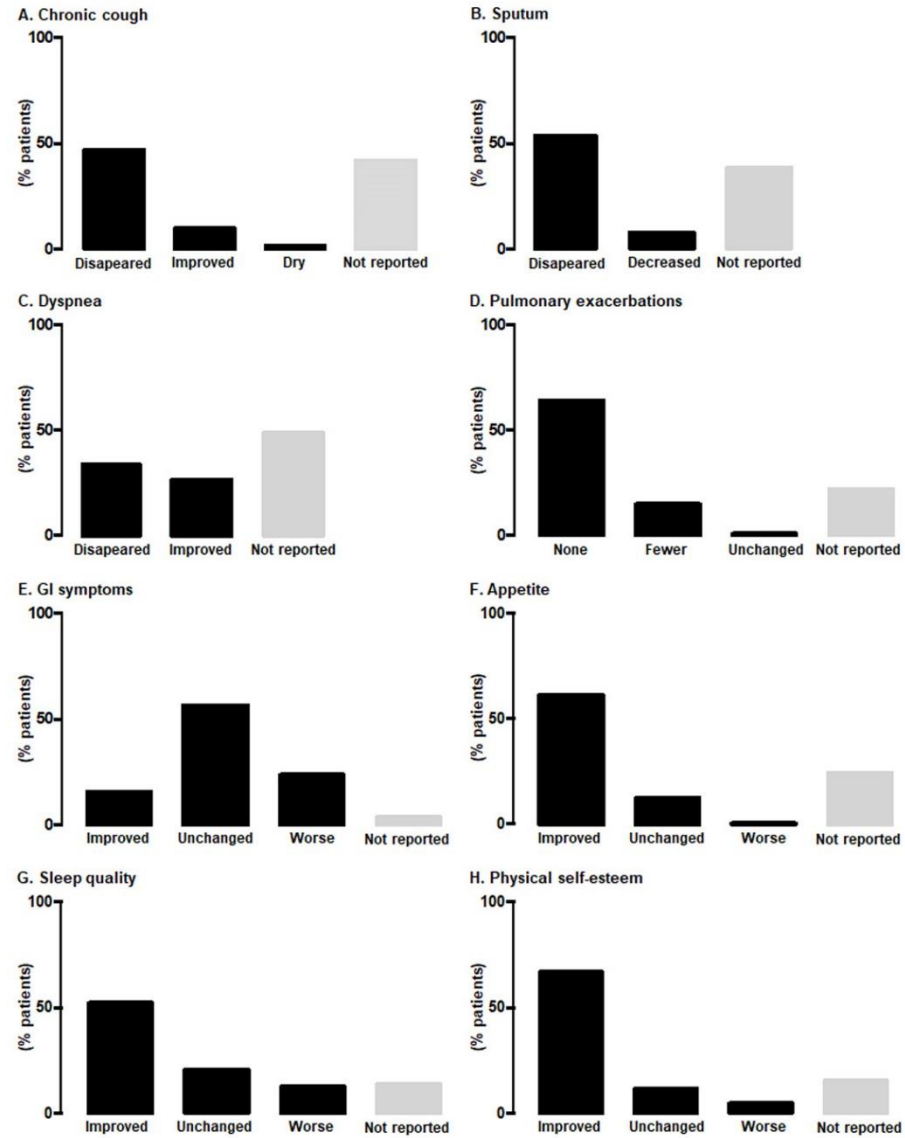 A. Chronic cough
100
50
0
(% patients)
Disapeared Improved Dry Not reported
B. Sputum
100
50
0
(% patients)
Disapeared Decreased Not reported
C. Dyspnea
100
50
0
(% patients)
Disapeared Improved Not reported
D. Pulmonary exacerbations
100
50
0
(% patients)
None Fewer Unchanged Not reported
E. GI symptoms
100
50
0
(% patients)
Improved Unchanged Worse Not reported
F. Appetite
100
50
0
(% patients)
Improved Unchanged Worse Not reported
G. Sleep quality
100
50
0
(% patients)
Improved Unchanged Worse Not reported
H. Physical self-esteem
100
50
0
(% patients)
Improved Unchanged Worse Not reported